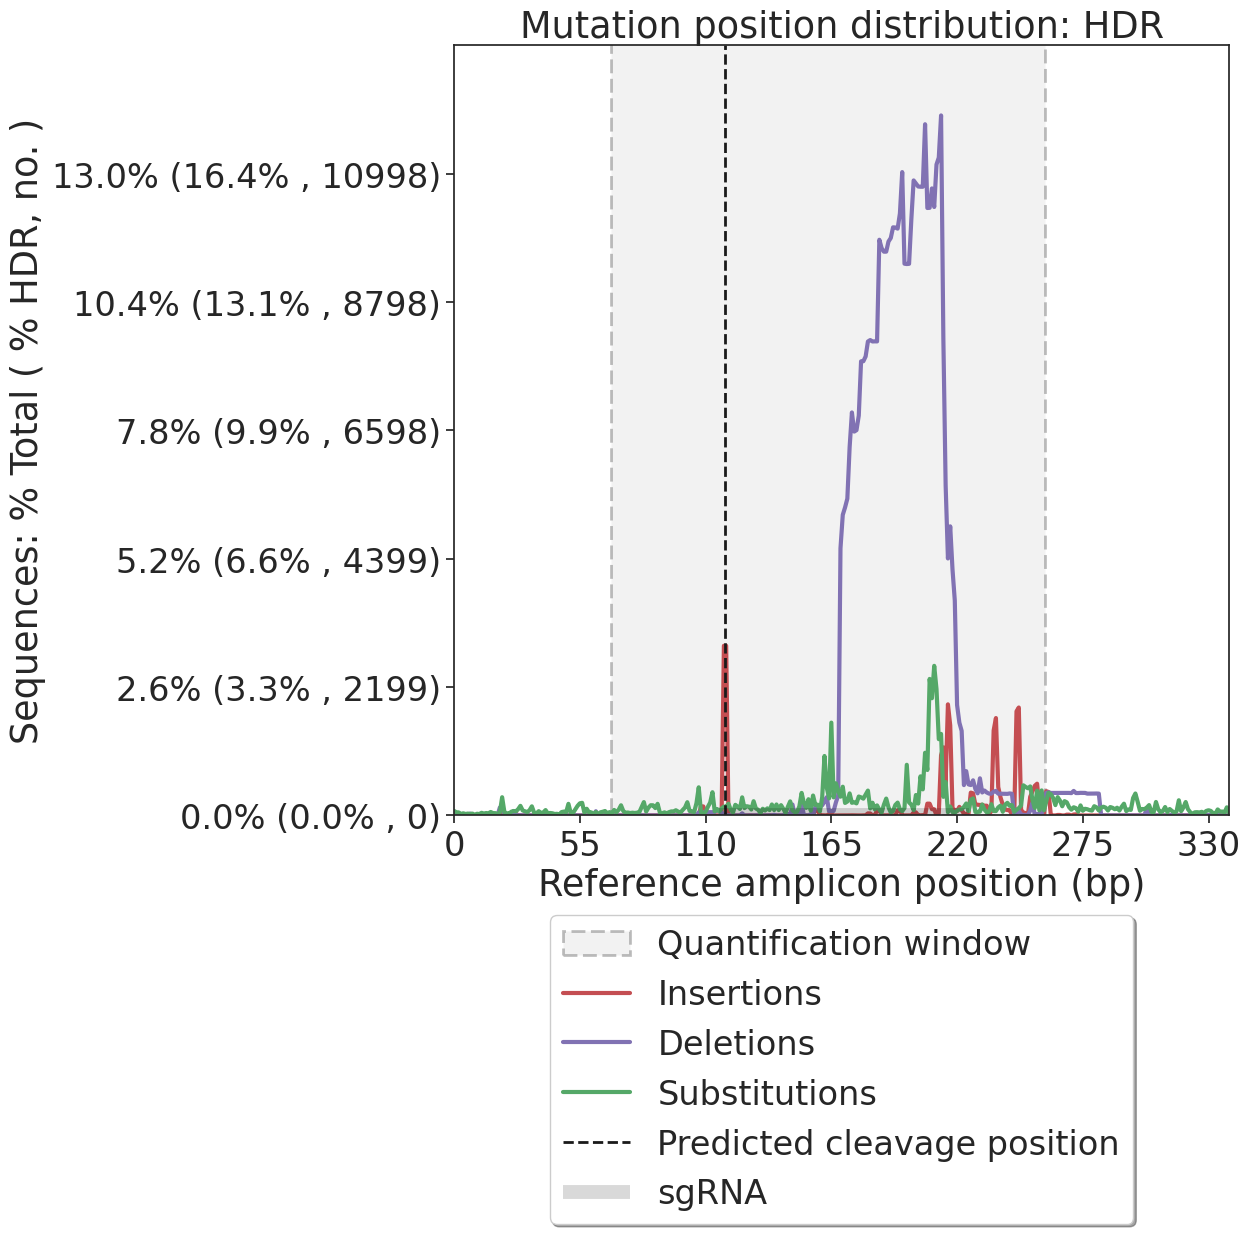 Mutation position distribution: HDR
Sequences: % Total ( % HDR, no. )
13.0% (16.4% , 10998)
10.4% (13.1% , 8798)
7.8% (9.9% , 6598)
5.2% (6.6% , 4399)
2.6% (3.3% , 2199)
0.0% (0.0% , 0)
0 55 110 165 220 275 330
Reference amplicon position (bp)
Quantification window
Insertions
Deletions
Substitutions
Predicted cleavage position
sgRNA